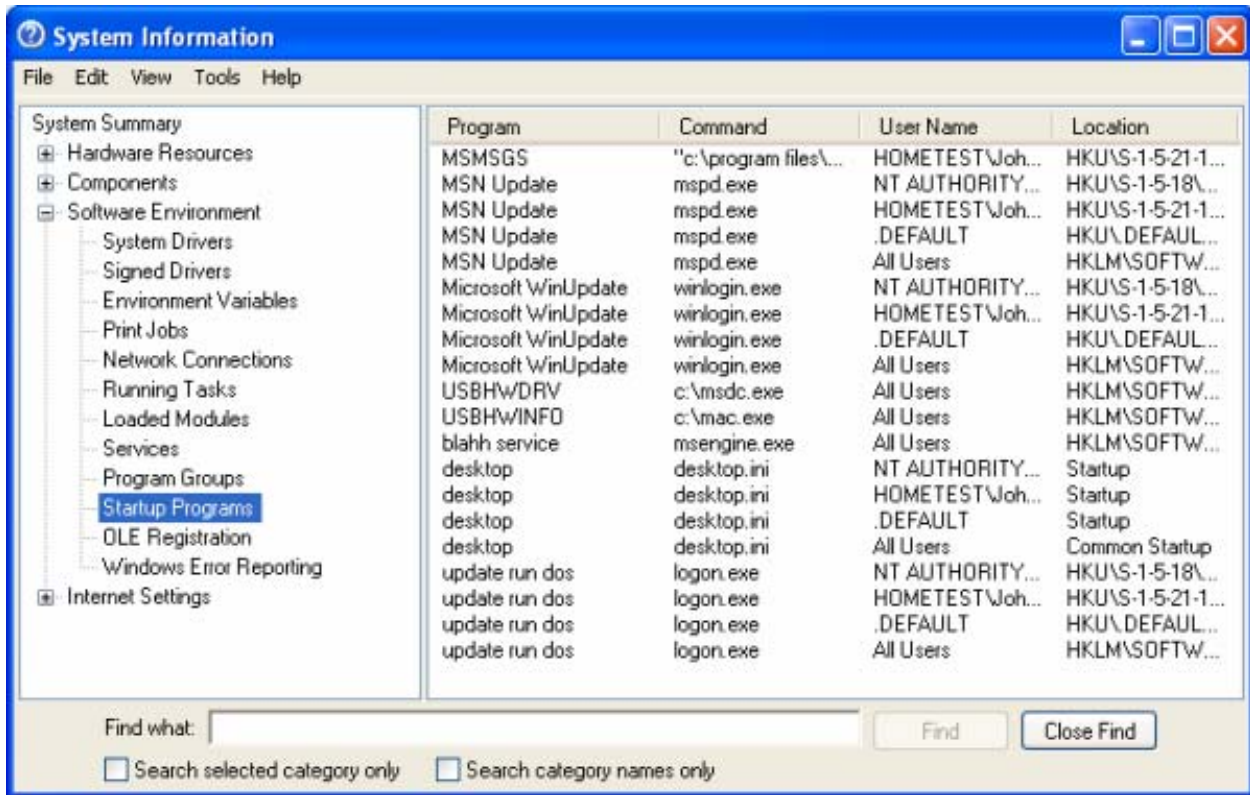 System Information
File Edit View Tools Help
System Summary
Hardware Resources
Components
Software Environment
System Drivers
Signed Drivers
Environment Variables
Print Jobs
Network Connections
Running Tasks
Loaded Modules
Services
Program Groups
Startup Programs
OLE Registration
Windows Error Reporting
Internet Settings
Program Command User Name Location
MSMSGS "c:\program files\... HOMETEST\Joh... HKU\S-1-5-21-1...
MSN Update mspd.exe NT AUTHORITY... HKU\S-1-5-18\...
MSN Update mspd.exe HOMETEST\Joh... HKU\S-1-5-21-1...
MSN Update mspd.exe .DEFAULT HKU\.DEFAUL...
MSN Update mspd.exe All Users HKLM\SOFTW...
Microsoft WinUpdate winlogin.exe NT AUTHORITY... HKU\S-1-5-18\...
Microsoft WinUpdate winlogin.exe HOMETEST\Joh... HKU\S-1-5-21-1...
Microsoft WinUpdate winlogin.exe .DEFAULT HKU\.DEFAUL...
Microsoft WinUpdate winlogin.exe All Users HKLM\SOFTW...
USBHWDRV c:\msdc.exe All Users HKLM\SOFTW...
USBHWINFO c:\mac.exe All Users HKLM\SOFTW...
blahh service msengine.exe All Users HKLM\SOFTW...
desktop desktop.ini NT AUTHORITY... Startup
desktop desktop.ini HOMETEST\Joh... Startup
desktop desktop.ini .DEFAULT Startup
desktop desktop.ini All Users Common Startup
update run dos logon.exe NT AUTHORITY... HKU\S-1-5-18\...
update run dos logon.exe HOMETEST\Joh... HKU\S-1-5-21-1...
update run dos logon.exe .DEFAULT HKU\.DEFAUL...
update run dos logon.exe All Users HKLM\SOFTW...
Find what: Find Close Find
Search selected category only Search category names only